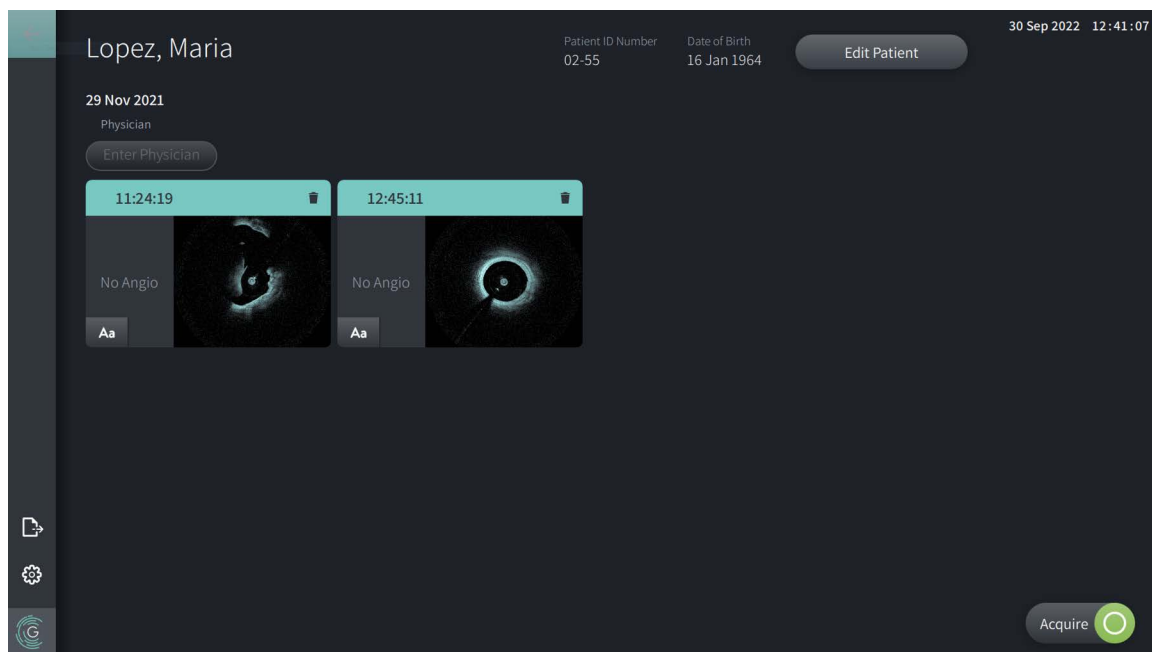 30 Sep 2022 12:41:07
Lopez, Maria
Patient ID Number
02-55
Date of Birth
16 Jan 1964
Edit Patient
29 Nov 2021
Physician
Enter Physician
11:24:19
12:45:11
No Angio
No Angio
Aa
Aa
Acquire
G